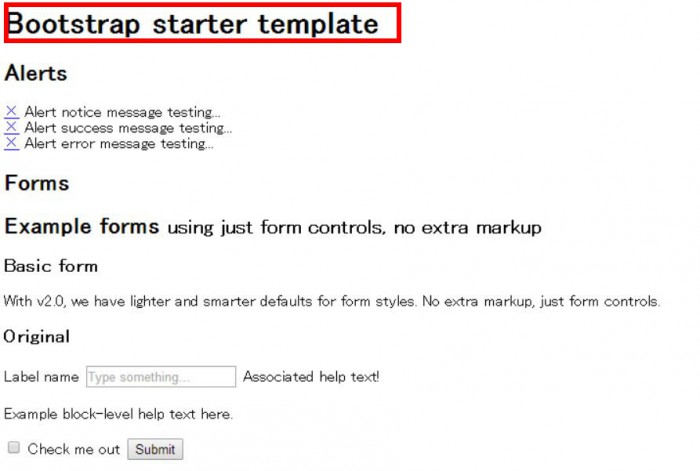 Bootstrap starter template
Alerts
× Alert notice message testing...
× Alert success message testing...
× Alert error message testing...
Forms
Example forms using just form controls, no extra markup
Basic form
With v2.0, we have lighter and smarter defaults for form styles. No extra markup, just form controls.
Original
Label name Type something... Associated help text!
Example block-level help text here.
Check me out Submit